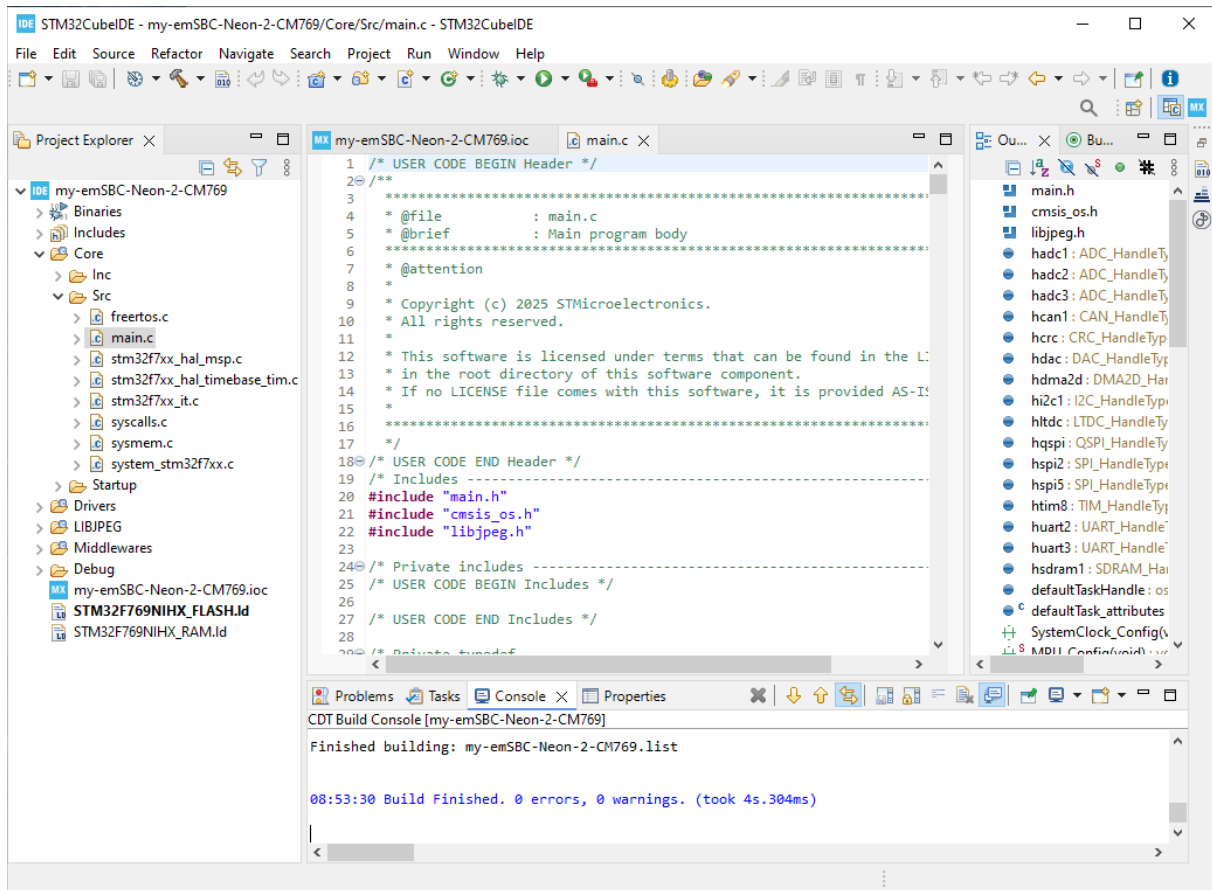 IDE STM32CubeIDE - my-emSBC-Neon-2-CM769/Core/Src/main.c - STM32CubeIDE
File Edit Source Refactor Navigate Search Project Run Window Help
Project Explorer
IDE my-emSBC-Neon-2-CM769
Binaries
Includes
Core
Inc
Src
freertos.c
main.c
stm32f7xx_hal_msp.c
stm32f7xx_hal_timebase_tim.c
stm32f7xx_it.c
syscalls.c
sysmem.c
system_stm32f7xx.c
Startup
Drivers
LIBJPEG
Middlewares
Debug
MX my-emSBC-Neon-2-CM769.ioc
STM32F769NIHX_FLASH.ld
STM32F769NIHX_RAM.ld
MX my-emSBC-Neon-2-CM769.ioc main.c
1 /* USER CODE BEGIN Header */
2 /**
3 ******************************************************************************
4 * @file : main.c
5 * @brief : Main program body
6 ******************************************************************************
7 * @attention
8 *
9 * Copyright (c) 2025 STMicroelectronics.
10 * All rights reserved.
11 *
12 * This software is licensed under terms that can be found in the LI
13 * in the root directory of this software component.
14 * If no LICENSE file comes with this software, it is provided AS-IS
15 *
16 ******************************************************************************
17 */
18 /* USER CODE END Header */
19 /* Includes ---------------------------------------------------------
20 #include "main.h"
21 #include "cmsis_os.h"
22 #include "libjpeg.h"
23
24 /* Private includes -------------------------------------------------
25 /* USER CODE BEGIN Includes */
26
27 /* USER CODE END Includes */
28
29 /* Private typedef
Ou... Bu...
main.h
cmsis_os.h
libjpeg.h
hadc1 : ADC_HandleTy
hadc2 : ADC_HandleTy
hadc3 : ADC_HandleTy
hcan1 : CAN_HandleTy
hcrc : CRC_HandleTyp
hdac : DAC_HandleTyp
hdma2d : DMA2D_Har
hi2c1 : I2C_HandleType
hltdc : LTDC_HandleTy
hqspi : QSPI_HandleTy
hspi2 : SPI_HandleType
hspi5 : SPI_HandleType
htim8 : TIM_HandleTyp
huart2 : UART_Handle
huart3 : UART_Handle
hsdram1 : SDRAM_Har
defaultTaskHandle : os
defaultTask_attributes
SystemClock_Config(v
MPU_Config(void) : vo
Problems Tasks Console Properties
CDT Build Console [my-emSBC-Neon-2-CM769]
Finished building: my-emSBC-Neon-2-CM769.list
08:53:30 Build Finished. 0 errors, 0 warnings. (took 4s.304ms)